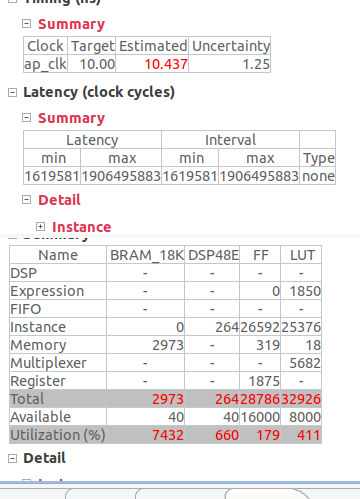 Timing (ns)
Summary
Clock Target Estimated Uncertainty
ap_clk 10.00 10.437 1.25
Latency (clock cycles)
Summary
Latency Interval
min max min max Type
1619581 1906495883 1619581 1906495883 none
Detail
Instance
Summary
Name BRAM_18K DSP48E FF LUT
DSP - - - -
Expression - - 0 1850
FIFO - - - -
Instance 0 264 26592 25376
Memory 2973 - 319 18
Multiplexer - - - 5682
Register - - 1875 -
Total 2973 264 28786 32926
Available 40 40 16000 8000
Utilization (%) 7432 660 179 411
Detail